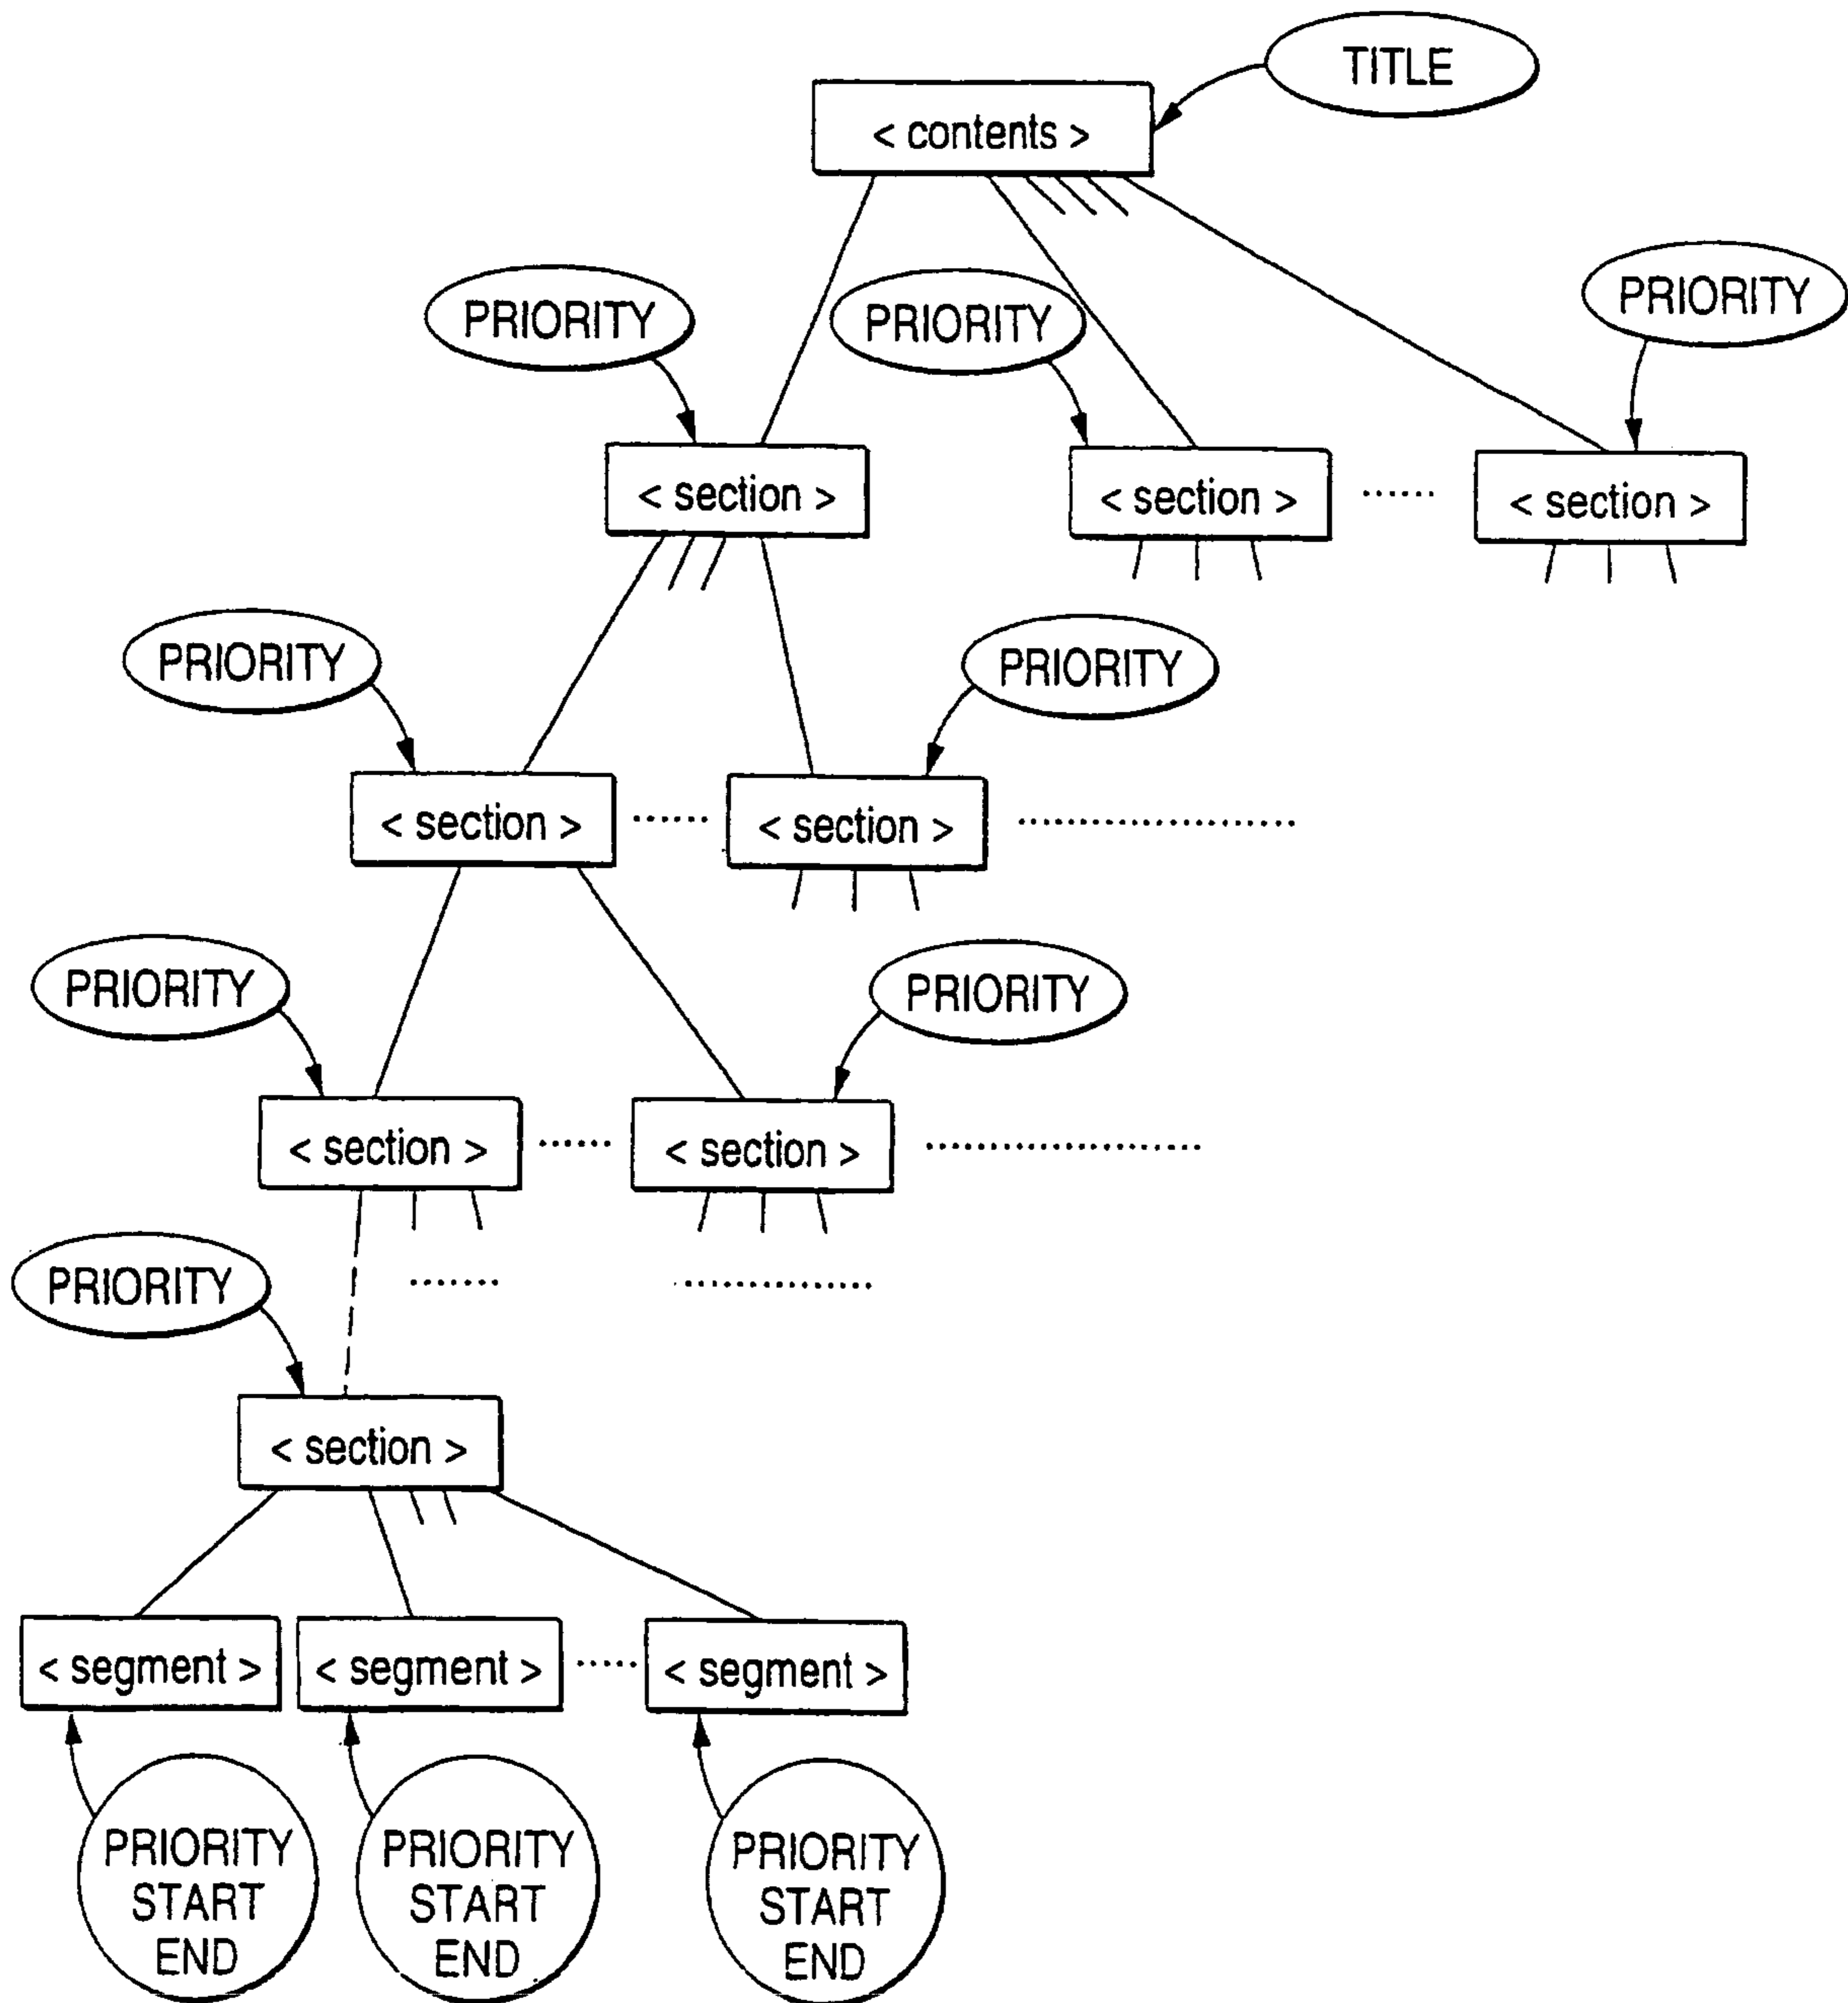 TITLE
< contents >
PRIORITY
PRIORITY
PRIORITY
< section >
< section >
< section >
PRIORITY
PRIORITY
< section >
< section >
PRIORITY
PRIORITY
< section >
< section >
PRIORITY
< section >
< segment >
< segment >
< segment >
PRIORITY
START
END
PRIORITY
START
END
PRIORITY
START
END